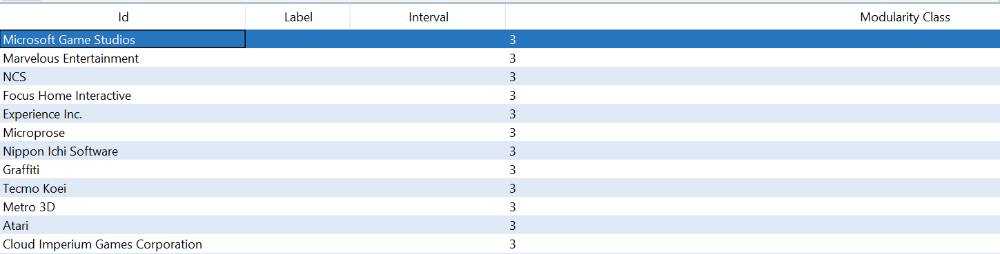 Id Label Interval Modularity Class
Microsoft Game Studios 3
Marvelous Entertainment 3
NCS 3
Focus Home Interactive 3
Experience Inc. 3
Microprose 3
Nippon Ichi Software 3
Graffiti 3
Tecmo Koei 3
Metro 3D 3
Atari 3
Cloud Imperium Games Corporation 3